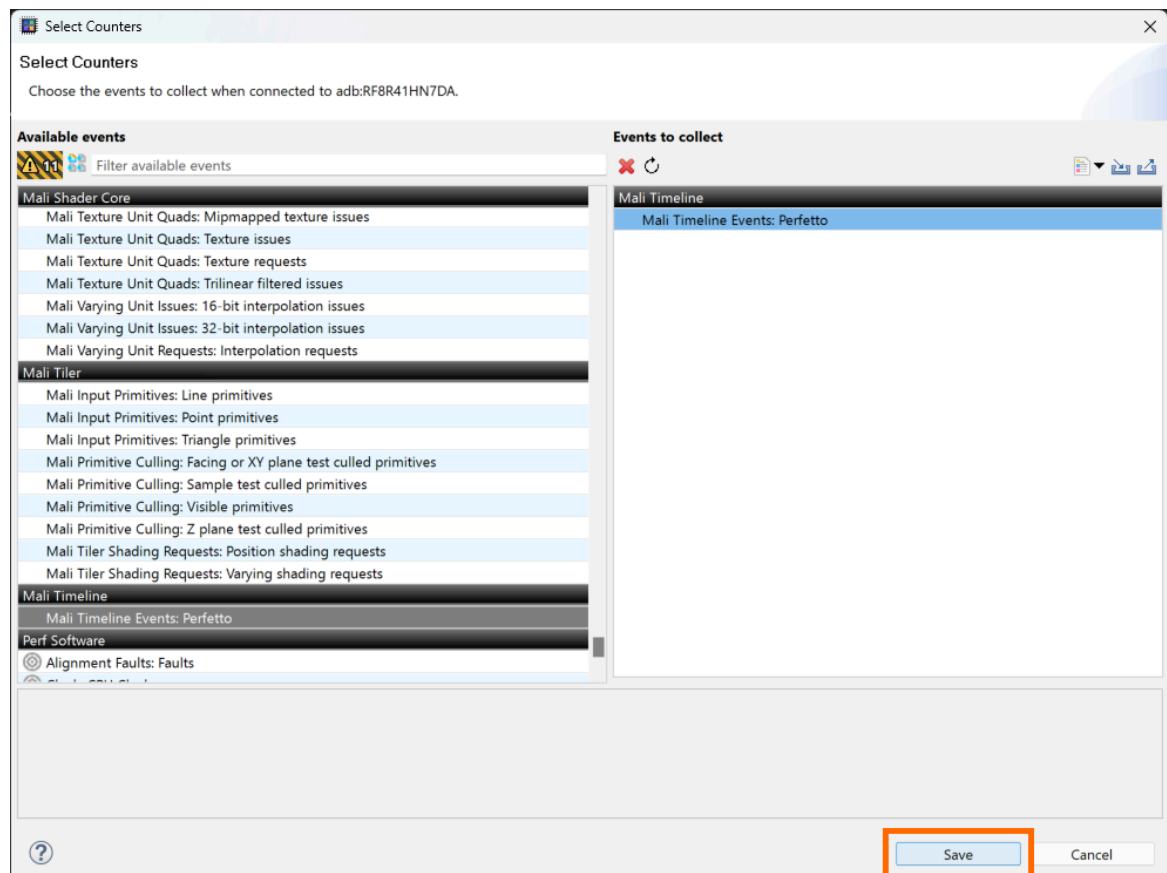 Select Counters
Select Counters
Choose the events to collect when connected to adb:RF8R41HN7DA.
Available events
11
Filter available events
Mali Shader Core
Mali Texture Unit Quads: Mipmapped texture issues
Mali Texture Unit Quads: Texture issues
Mali Texture Unit Quads: Texture requests
Mali Texture Unit Quads: Trilinear filtered issues
Mali Varying Unit Issues: 16-bit interpolation issues
Mali Varying Unit Issues: 32-bit interpolation issues
Mali Varying Unit Requests: Interpolation requests
Mali Tiler
Mali Input Primitives: Line primitives
Mali Input Primitives: Point primitives
Mali Input Primitives: Triangle primitives
Mali Primitive Culling: Facing or XY plane test culled primitives
Mali Primitive Culling: Sample test culled primitives
Mali Primitive Culling: Visible primitives
Mali Primitive Culling: Z plane test culled primitives
Mali Tiler Shading Requests: Position shading requests
Mali Tiler Shading Requests: Varying shading requests
Mali Timeline
Mali Timeline Events: Perfetto
Perf Software
Alignment Faults: Faults
Events to collect
Mali Timeline
Mali Timeline Events: Perfetto
?
Save
Cancel